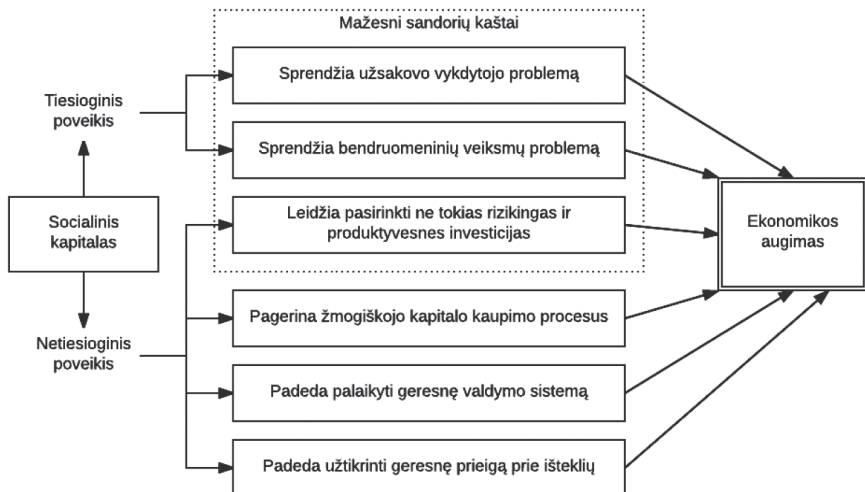 Mažesni sandorių kaštai
Sprendžia užsakovo vykdytojo problemą
Tiesioginis
poveikis
Sprendžia bendruomeninių veiksmų problemą
Socialinis
kapitalas
Leidžia pasirinkti ne tokias rizikingas ir
produktyvesnes investicijas
Ekonomikos
augimas
Pagerina žmogiškojo kapitalo kaupimo procesus
Netiesioginis
poveikis
Padeda palaikyti geresnę valdymo sistemą
Padeda užtikrinti geresnę prieigą prie išteklių